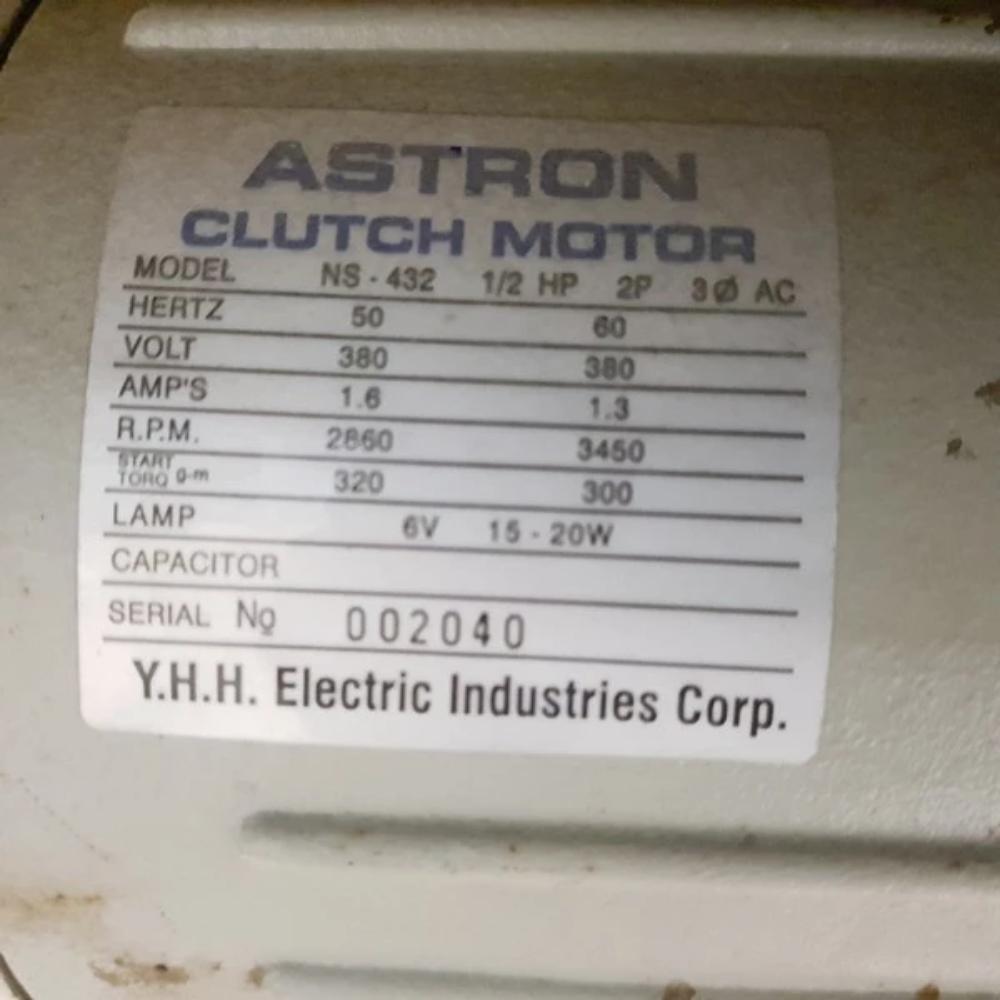 ASTRON
CLUTCH MOTOR
MODEL NS - 432 1/2 HP 2P 3Ø AC
HERTZ 50 60
VOLT 380 380
AMP'S 1.6 1.3
R.P.M. 2860 3450
START
TORQ g-m 320 300
LAMP 6V 15 - 20W
CAPACITOR
SERIAL No 002040
Y.H.H. Electric Industries Corp.